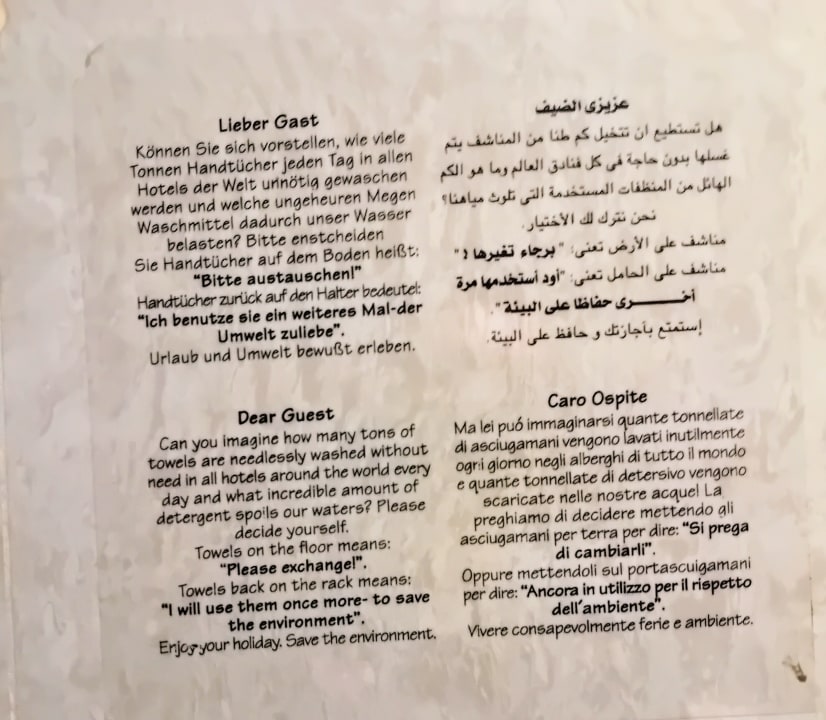 Lieber Gast
Können Sie sich vorstellen, wie viele
Tonnen Handtücher jeden Tag in allen
Hotels der Welt unnötig gewaschen
werden und welche ungeheuren Megen
Waschmittel dadurch unser Wasser
belasten? Bitte enstcheiden
Sie Handtücher auf dem Boden heißt:
"Bitte austauschen!"
Handtücher zurück auf den Halter bedeutet:
"Ich benutze sie ein weiteres Mal-der
Umwelt zuliebe".
Urlaub und Umwelt bewußt erleben.
عزيزى الضيف
هل تستطيع ان تتخيل كم طنا من المناشف يتم
غسلها بدون حاجة فى كل فنادق العالم وما هو الكم
الهائل من المنظفات المستخدمة التى تلوث مياهنا؟
نحن نترك لك الأختيار.
مناشف على الأرض تعنى: "برجاء تغيرها !"
مناشف على الحامل تعنى: "أود أستخدمها مرة
أخــــرى حفاظا على البيئة".
إستمتع بأجازتك و حافظ على البيئة.
Dear Guest
Can you imagine how many tons of
towels are needlessly washed without
need in all hotels around the world every
day and what incredible amount of
detergent spoils our waters? Please
decide yourself.
Towels on the floor means:
"Please exchange!".
Towels back on the rack means:
"I will use them once more- to save
the environment".
Enjoy your holiday. Save the environment.
Caro Ospite
Ma lei puó immaginarsi quante tonnellate
di asciugamani vengono lavati inutilmente
ogni giorno negli alberghi di tutto il mondo
e quante tonnellate di detersivo vengono
scaricate nelle nostre acque! La
preghiamo di decidere mettendo gli
asciugamani per terra per dire: "Si prega
di cambiarli".
Oppure mettendoli sul portascuigamani
per dire: "Ancora in utilizzo per il rispetto
dell'ambiente".
Vivere consapevolmente ferie e ambiente.